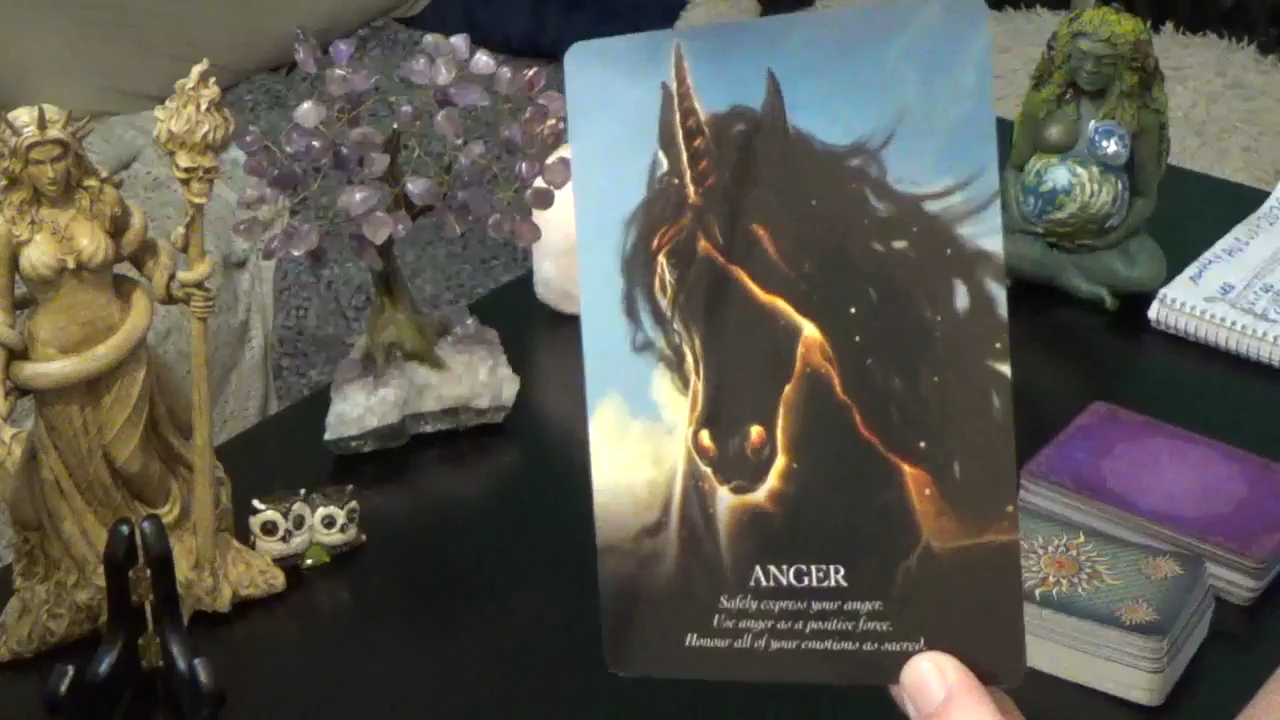 ANGER
Safely express your anger.
Use anger as a positive force.
Honour all of your emotions as sacred.